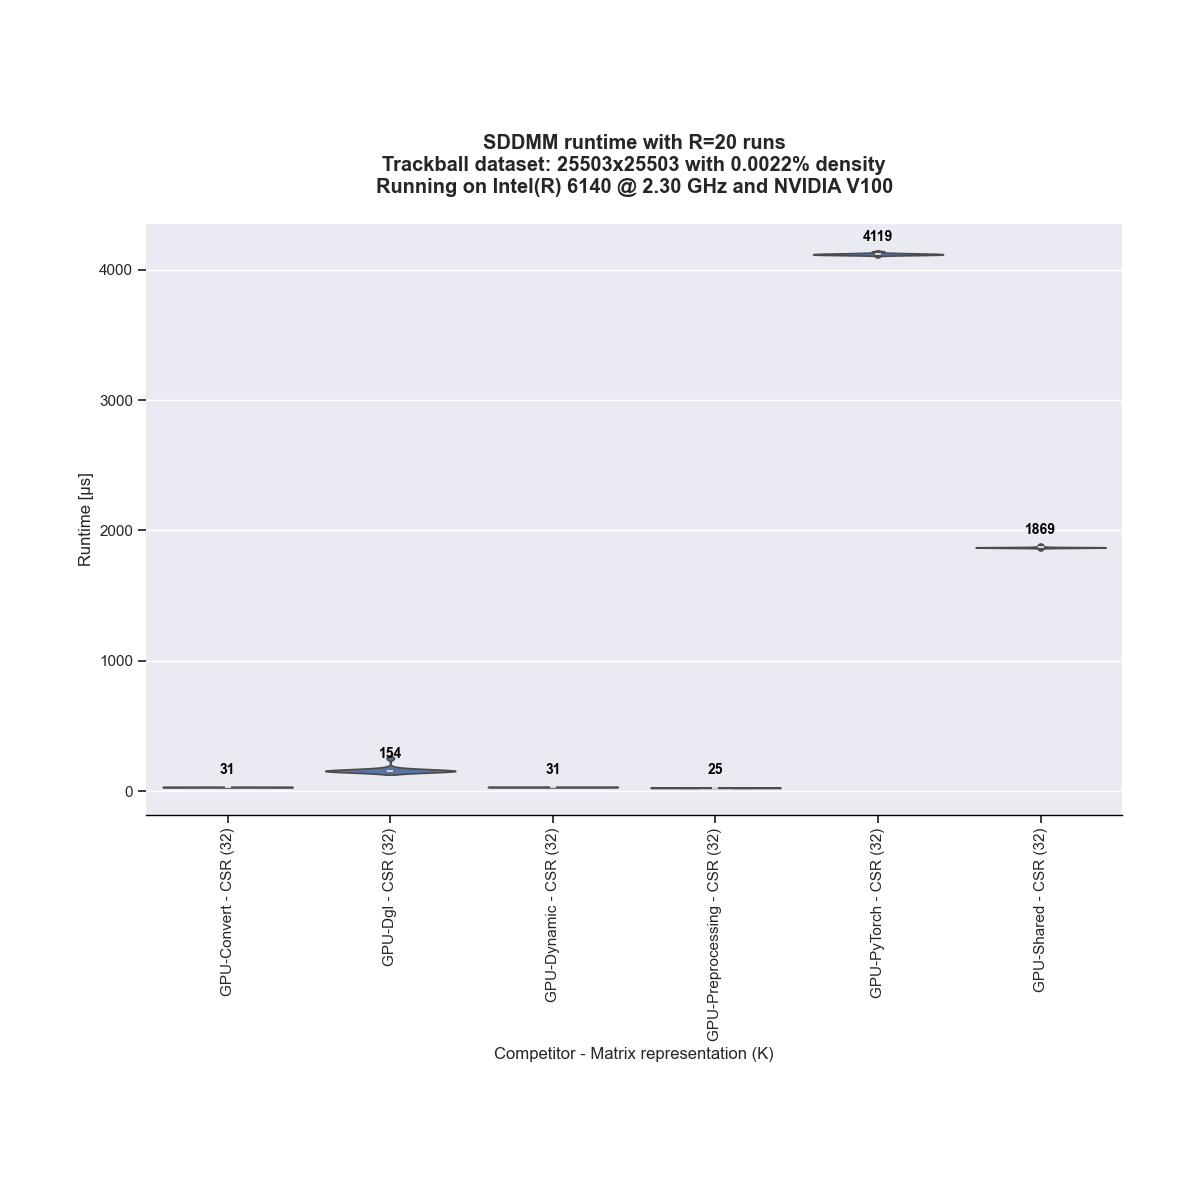 SDDMM runtime with R=20 runs
Trackball dataset: 25503x25503 with 0.0022% density
Running on Intel(R) 6140 @ 2.30 GHz and NVIDIA V100
Runtime [µs]
4000
3000
2000
1000
0
31
154
31
25
4119
1869
GPU-Convert - CSR (32)
GPU-Dgl - CSR (32)
GPU-Dynamic - CSR (32)
GPU-Preprocessing - CSR (32)
GPU-PyTorch - CSR (32)
GPU-Shared - CSR (32)
Competitor - Matrix representation (K)